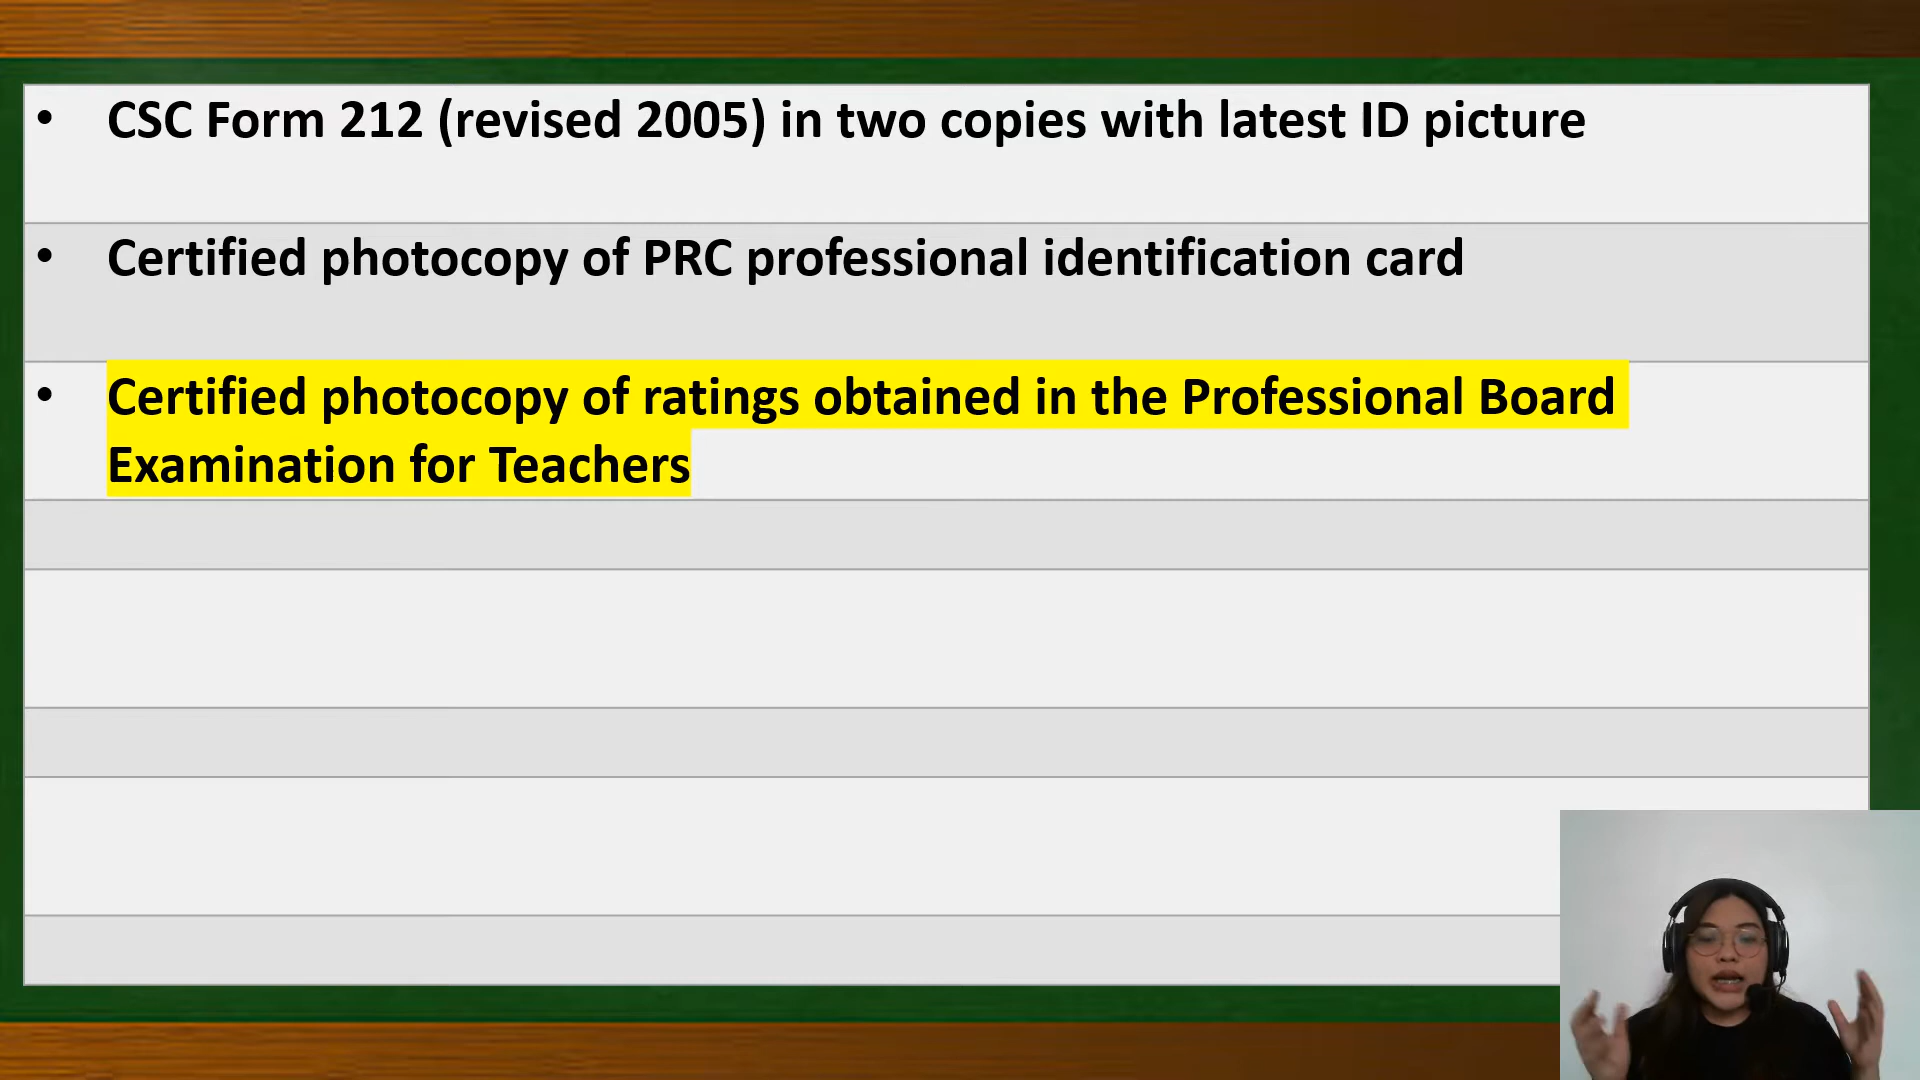 • CSC Form 212 (revised 2005) in two copies with latest ID picture
• Certified photocopy of PRC professional identification card
• Certified photocopy of ratings obtained in the Professional Board
Examination for Teachers